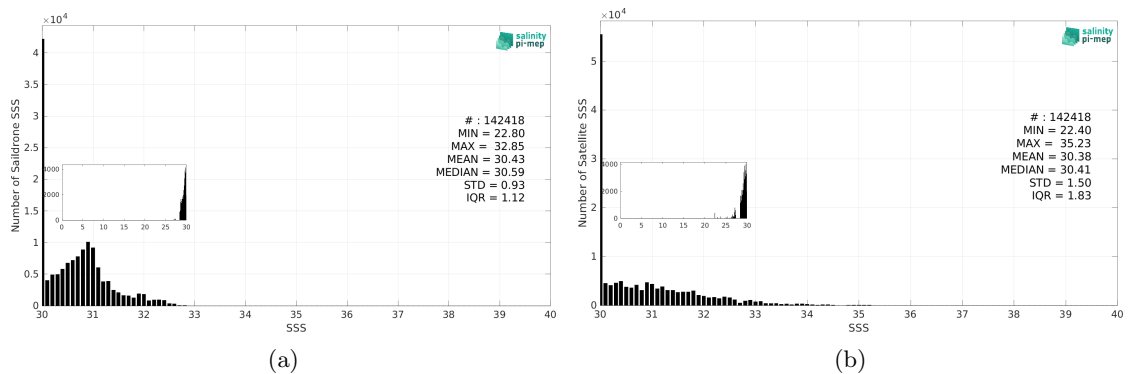 ×10⁴
4
3.5
3
2.5
2
1.5
1
0.5
0
Number of Saildrone SSS
30 31 32 33 34 35 36 37 38 39 40
SSS
salinity
pi-mep
# : 142418
MIN = 22.80
MAX = 32.85
MEAN = 30.43
MEDIAN = 30.59
STD = 0.93
IQR = 1.12
4000
2000
0
0 5 10 15 20 25 30
(a)
×10⁴
5
4
3
2
1
0
Number of Satellite SSS
30 31 32 33 34 35 36 37 38 39 40
SSS
salinity
pi-mep
# : 142418
MIN = 22.40
MAX = 35.23
MEAN = 30.38
MEDIAN = 30.41
STD = 1.50
IQR = 1.83
4000
2000
0
0 5 10 15 20 25 30
(b)